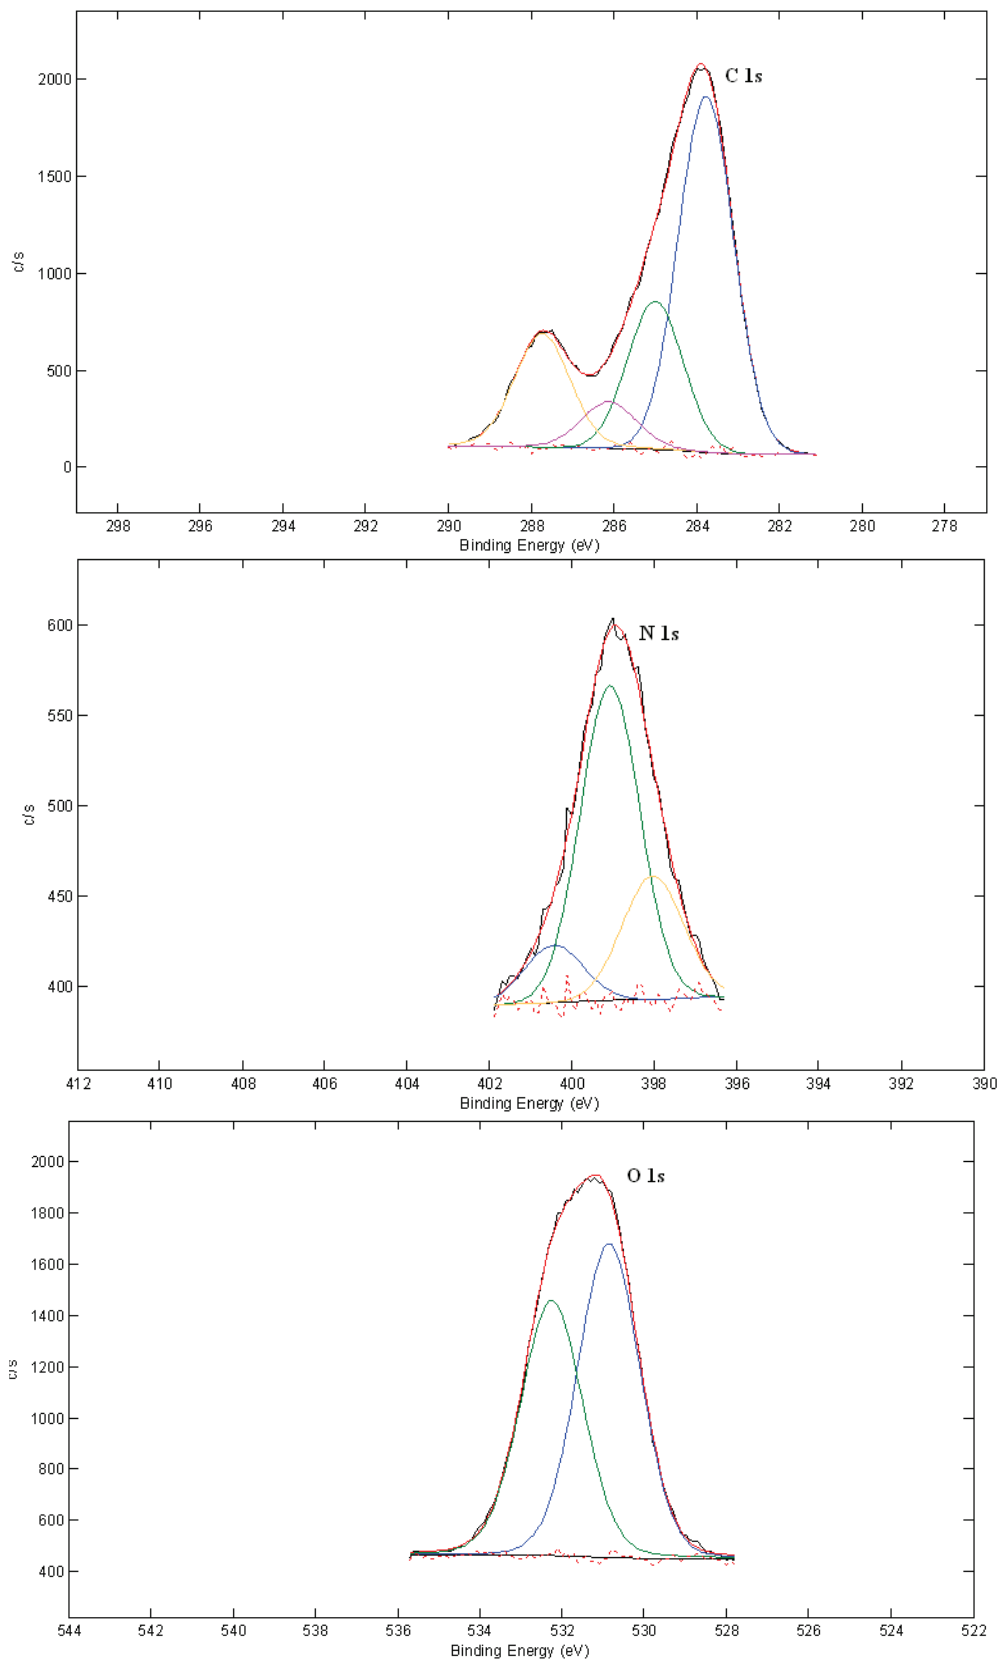 C 1s
2000
1500
1000
500
0
c/s
298 296 294 292 290 288 286 284 282 280 278
Binding Energy (eV)
N 1s
600
550
500
450
400
c/s
412 410 408 406 404 402 400 398 396 394 392 390
Binding Energy (eV)
O 1s
2000
1800
1600
1400
1200
1000
800
600
400
c/s
544 542 540 538 536 534 532 530 528 526 524 522
Binding Energy (eV)